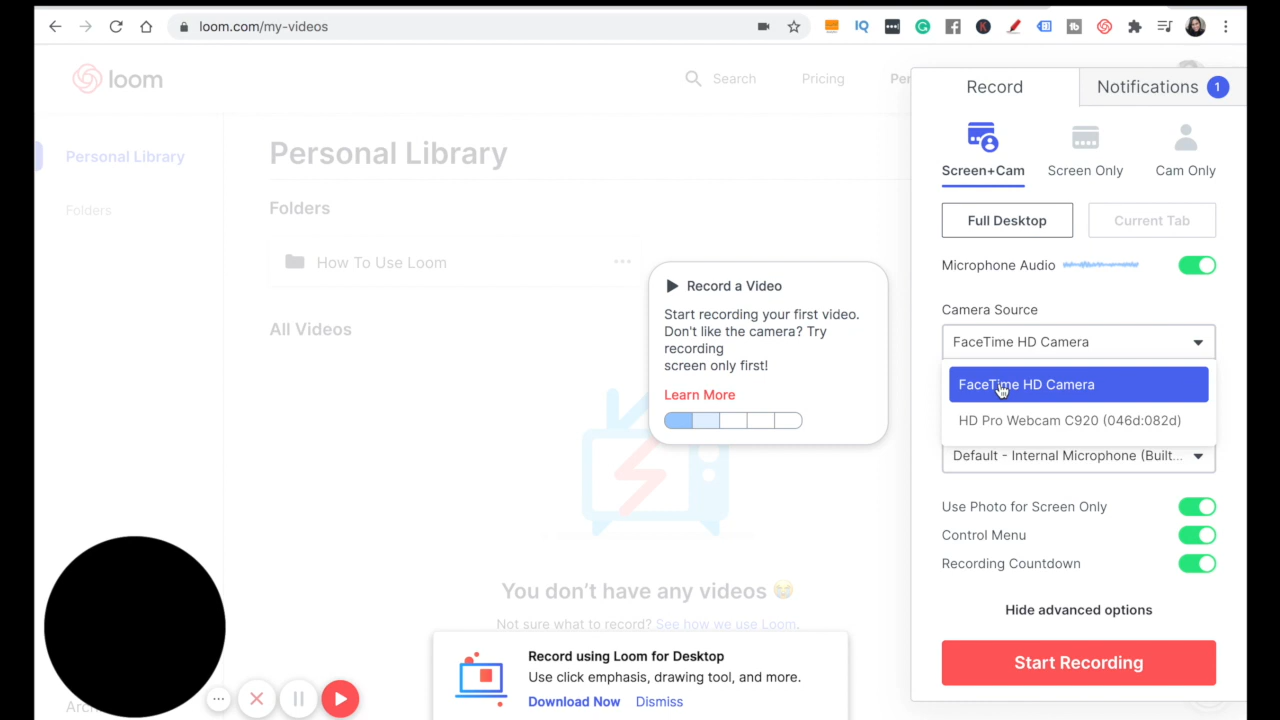 loom.com/my-videos
IQ
K
tb
loom
Search
Pricing
Per
Record
Notifications 1
Screen+Cam
Screen Only
Cam Only
Full Desktop
Current Tab
Microphone Audio
Camera Source
FaceTime HD Camera
FaceTime HD Camera
HD Pro Webcam C920 (046d:082d)
Default - Internal Microphone (Built...
Use Photo for Screen Only
Control Menu
Recording Countdown
Hide advanced options
Start Recording
Personal Library
Folders
Personal Library
Folders
How To Use Loom
All Videos
Record a Video
Start recording your first video.
Don't like the camera? Try
recording
screen only first!
Learn More
You don't have any videos
Not sure what to record? See how we use Loom.
Record using Loom for Desktop
Use click emphasis, drawing tool, and more.
Download Now Dismiss